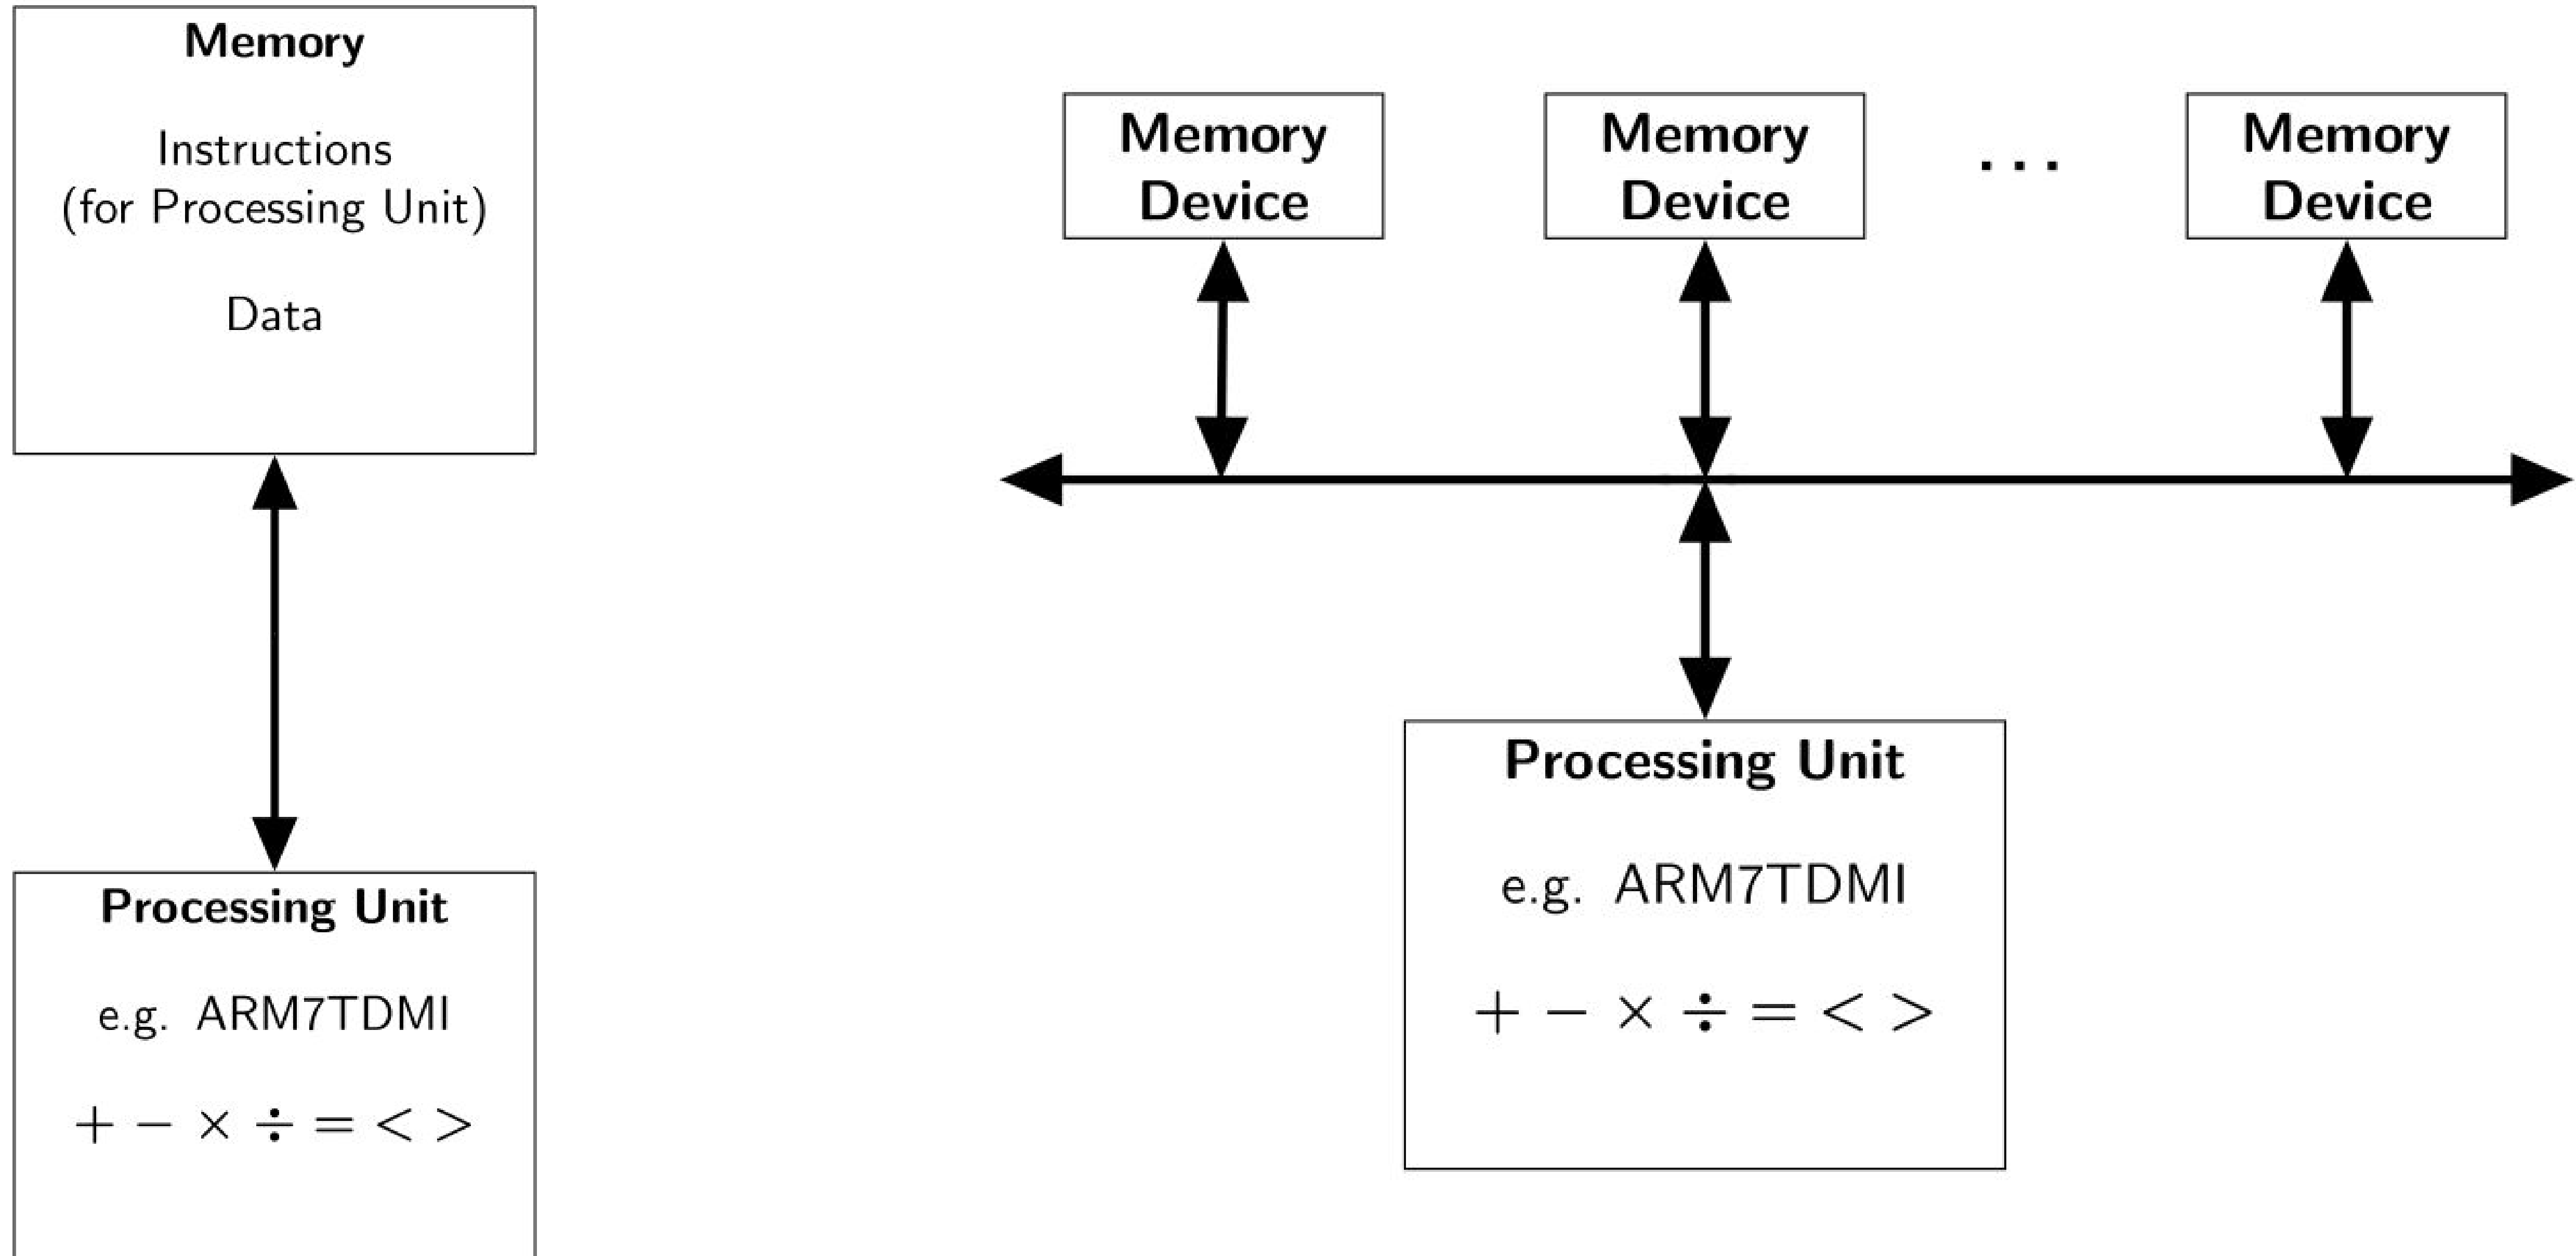 Memory
Instructions
(for Processing Unit)
Data
Processing Unit
e.g. ARM7TDMI
+ − × ÷ = < >
Memory
Device
Memory
Device
. . .
Memory
Device
Processing Unit
e.g. ARM7TDMI
+ − × ÷ = < >